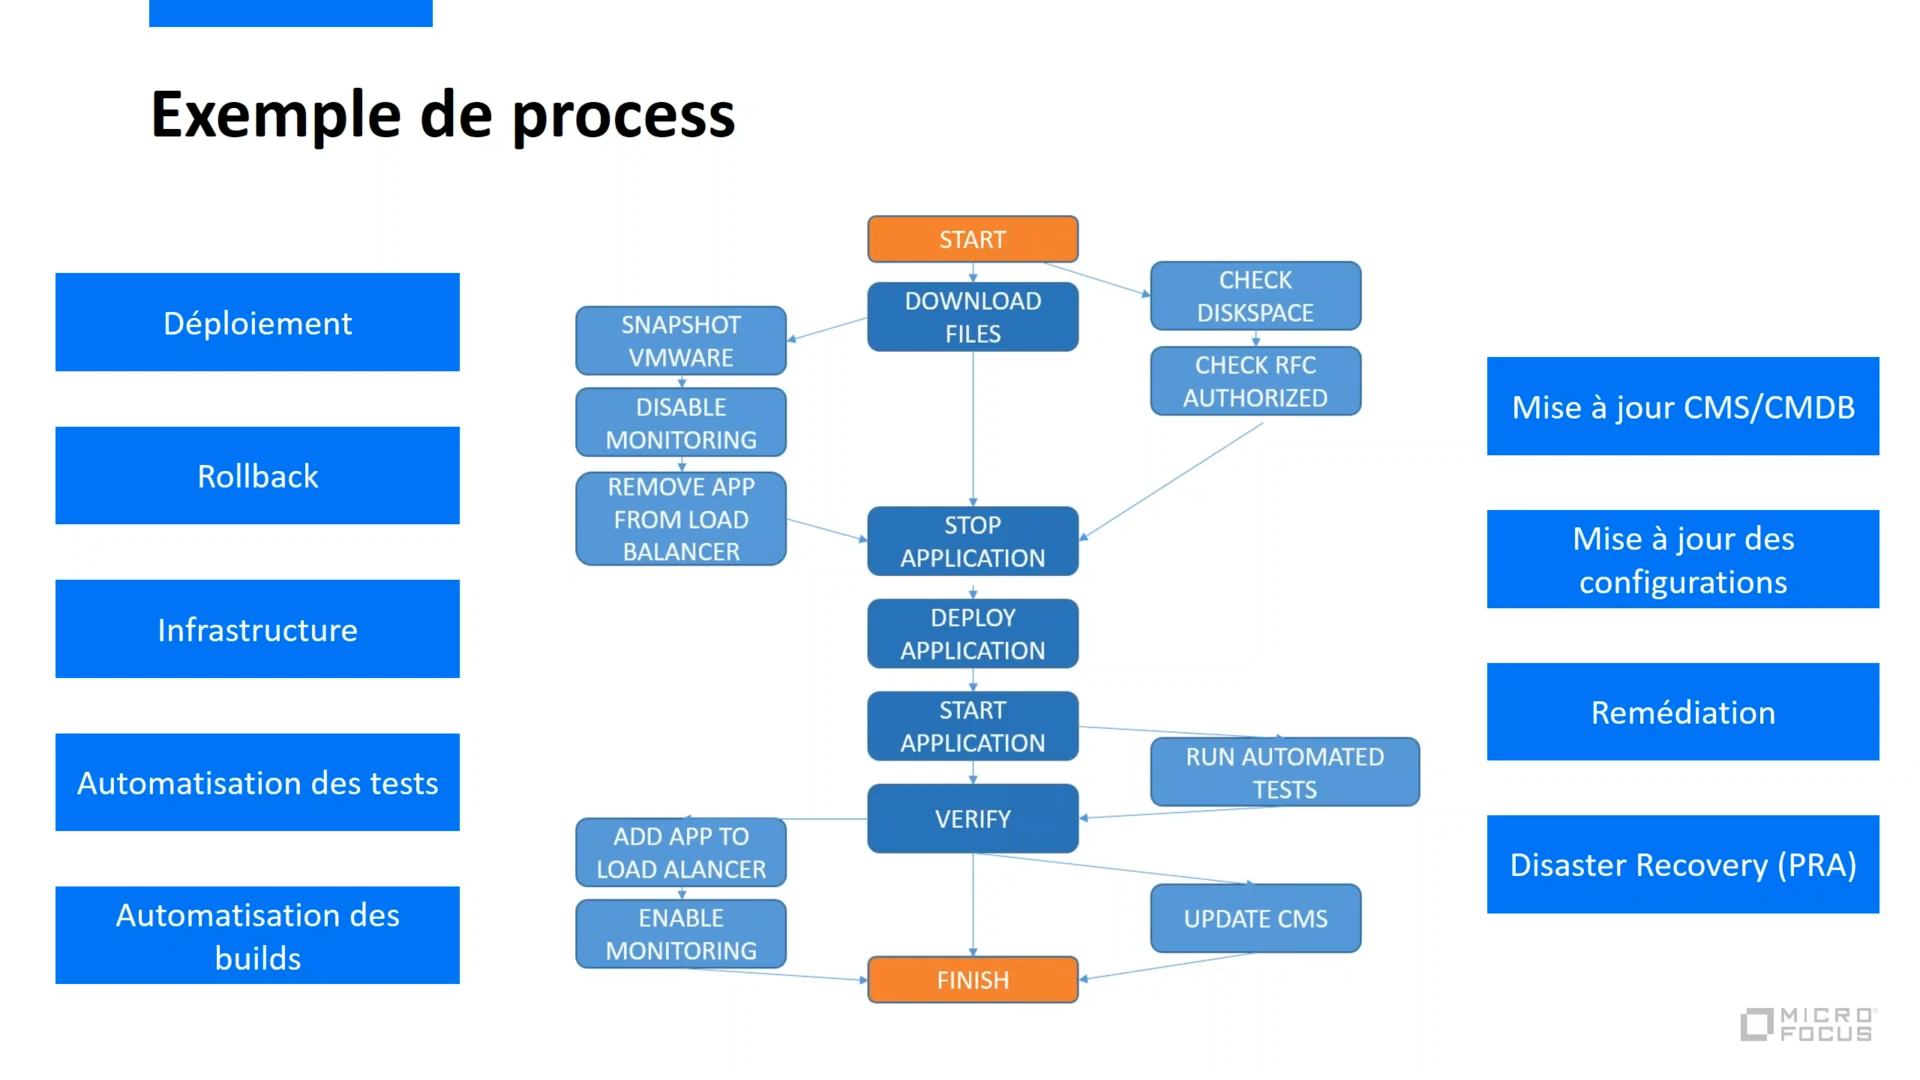 Exemple de process
Déploiement
Rollback
Infrastructure
Automatisation des tests
Automatisation des
builds
START
DOWNLOAD
FILES
CHECK
DISKSPACE
CHECK RFC
AUTHORIZED
SNAPSHOT
VMWARE
DISABLE
MONITORING
REMOVE APP
FROM LOAD
BALANCER
STOP
APPLICATION
DEPLOY
APPLICATION
START
APPLICATION
RUN AUTOMATED
TESTS
VERIFY
ADD APP TO
LOAD ALANCER
ENABLE
MONITORING
UPDATE CMS
FINISH
Mise à jour CMS/CMDB
Mise à jour des
configurations
Remédiation
Disaster Recovery (PRA)
MICRO
FOCUS